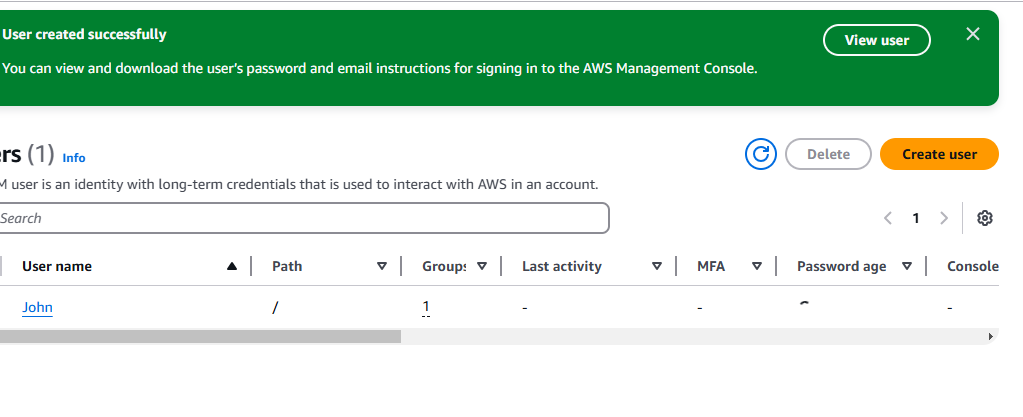 User created successfully
View user
You can view and download the user's password and email instructions for signing in to the AWS Management Console.
ers (1) Info
Delete
Create user
M user is an identity with long-term credentials that is used to interact with AWS in an account.
Search
1
User name Path Groups Last activity MFA Password age Console
John / 1 - - -